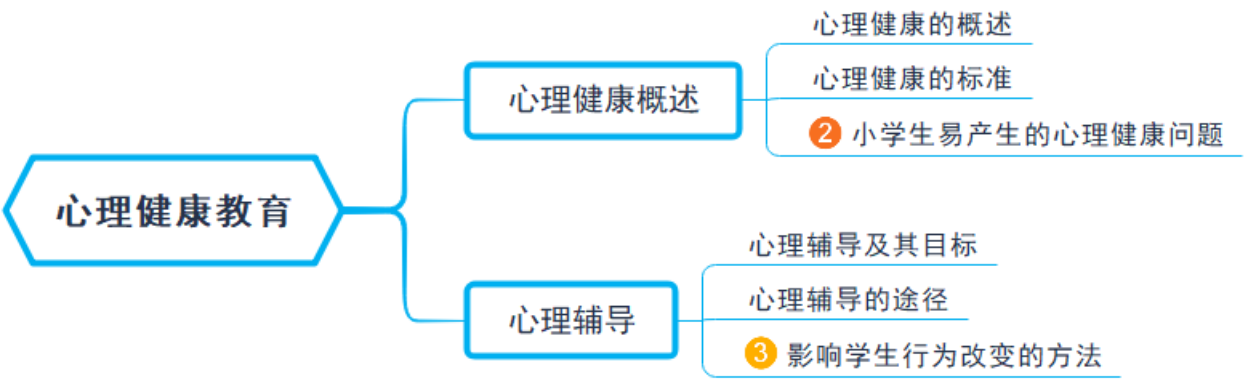 心理健康教育
心理健康概述
心理健康的概述
心理健康的标准
2 小学生易产生的心理健康问题
心理辅导
心理辅导及其目标
心理辅导的途径
3 影响学生行为改变的方法